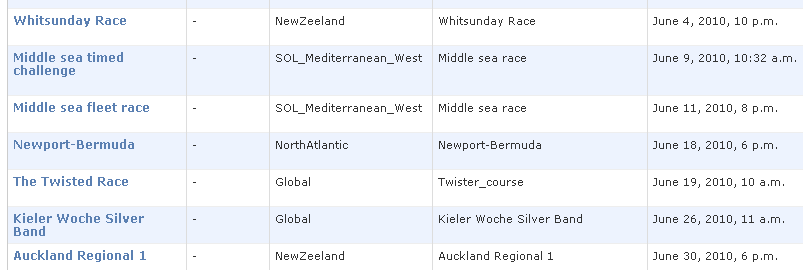 Whitsunday Race - NewZeeland Whitsunday Race June 4, 2010, 10 p.m.
Middle sea timed challenge - SOL_Mediterranean_West Middle sea race June 9, 2010, 10:32 a.m.
Middle sea fleet race - SOL_Mediterranean_West Middle sea race June 11, 2010, 8 p.m.
Newport-Bermuda - NorthAtlantic Newport-Bermuda June 18, 2010, 6 p.m.
The Twisted Race - Global Twister_course June 19, 2010, 10 a.m.
Kieler Woche Silver Band - Global Kieler Woche Silver Band June 26, 2010, 11 a.m.
Auckland Regional 1 - NewZeeland Auckland Regional 1 June 30, 2010, 6 p.m.